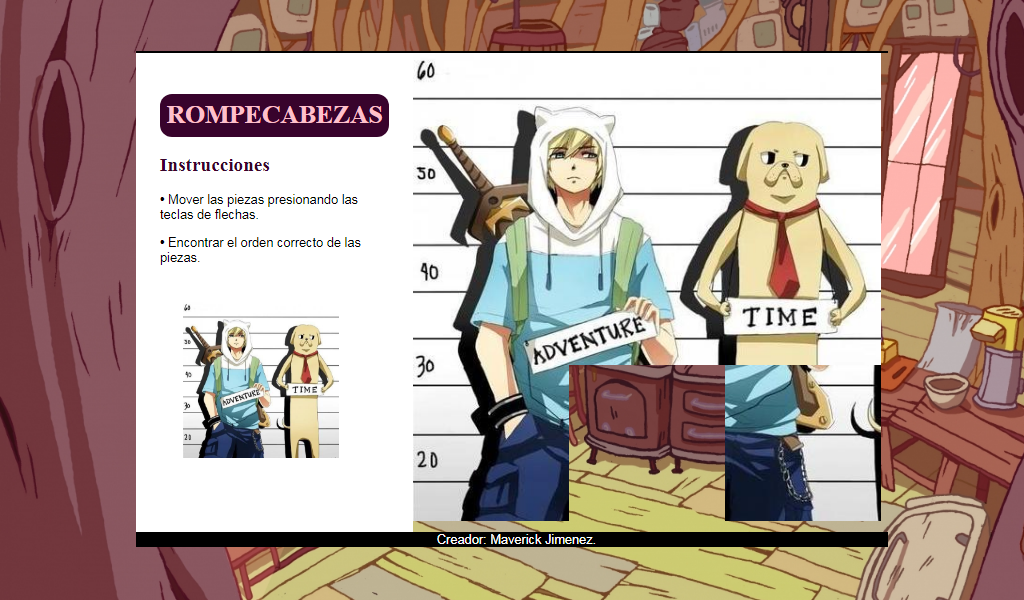 ROMPECABEZAS
Instrucciones
• Mover las piezas presionando las
teclas de flechas.
• Encontrar el orden correcto de las
piezas.
60
50
40
30
20
ADVENTURE
TIME
60
50
40
30
20
ADVENTURE
TIME
Creador: Maverick Jimenez.